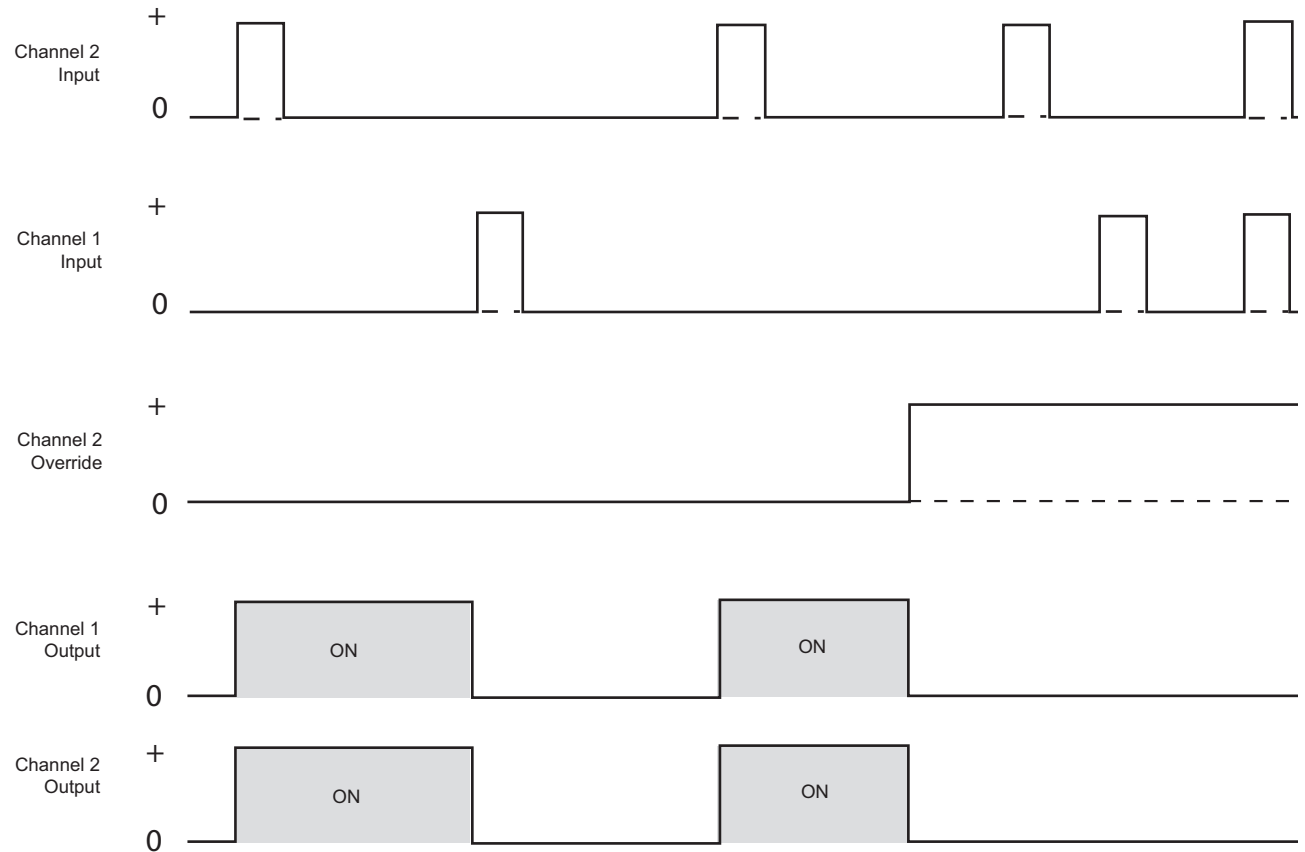 +
Channel 2
Input
0
+
Channel 1
Input
0
+
Channel 2
Override
0
+
Channel 1
Output
ON
ON
0
+
Channel 2
Output
ON
ON
0